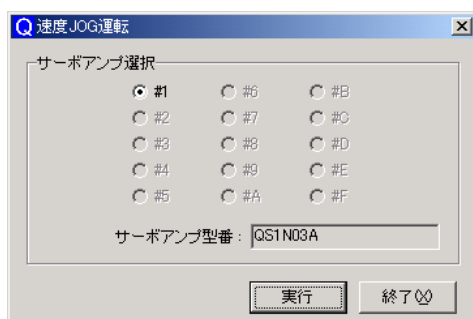 速度JOG運転
サーボアンプ選択
#1 #6 #B
#2 #7 #C
#3 #8 #D
#4 #9 #E
#5 #A #F
サーボアンプ型番: QS1N03A
実行 終了(X)